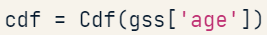 cdf = Cdf(gss['age'])